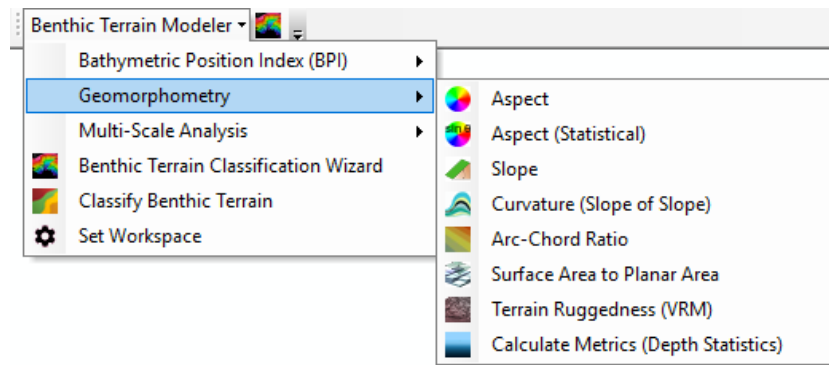 Benthic Terrain Modeler
Bathymetric Position Index (BPI)
Geomorphometry
Multi-Scale Analysis
Benthic Terrain Classification Wizard
Classify Benthic Terrain
Set Workspace
Aspect
sin θ
Aspect (Statistical)
Slope
Curvature (Slope of Slope)
Arc-Chord Ratio
Surface Area to Planar Area
Terrain Ruggedness (VRM)
Calculate Metrics (Depth Statistics)